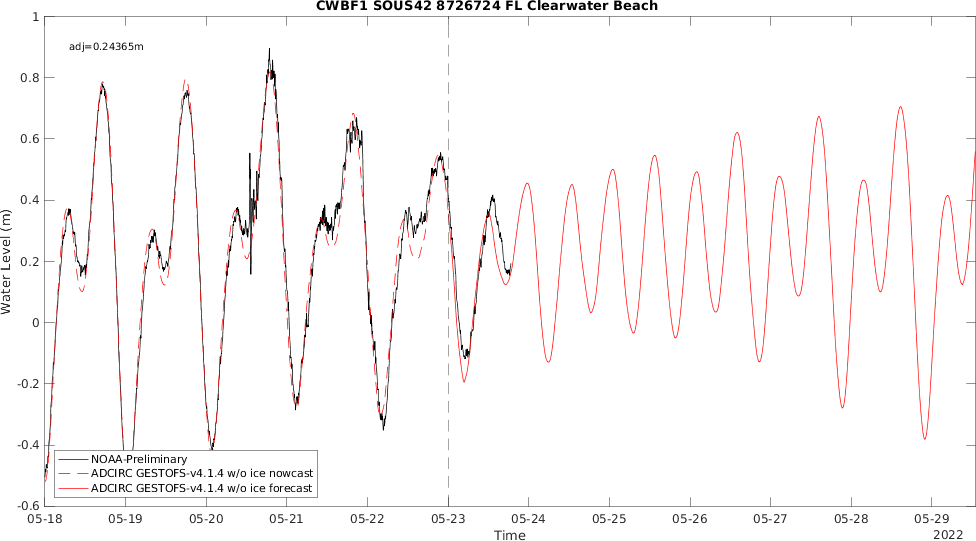 CWBF1 SOUS42 8726724 FL Clearwater Beach
adj=0.24365m
Water Level (m)
1
0.8
0.6
0.4
0.2
0
-0.2
-0.4
-0.6
NOAA-Preliminary
ADCIRC GESTOFS-v4.1.4 w/o ice nowcast
ADCIRC GESTOFS-v4.1.4 w/o ice forecast
05-18 05-19 05-20 05-21 05-22 05-23 05-24 05-25 05-26 05-27 05-28 05-29
Time
2022